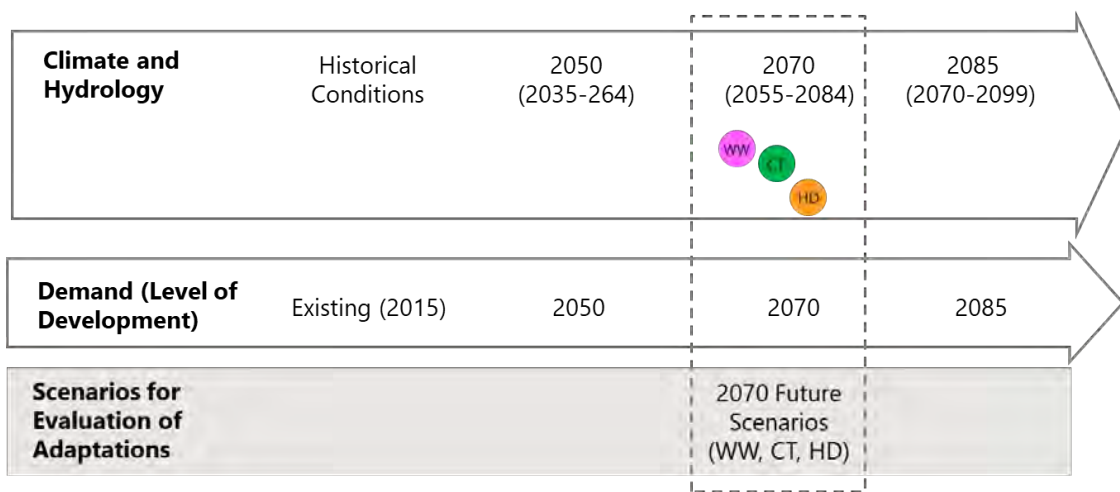 Climate and
Hydrology
Historical
Conditions
2050
(2035-264)
2070
(2055-2084)
2085
(2070-2099)
WW
CT
HD
Demand (Level of
Development)
Existing (2015)
2050
2070
2085
Scenarios for
Evaluation of
Adaptations
2070 Future
Scenarios
(WW, CT, HD)